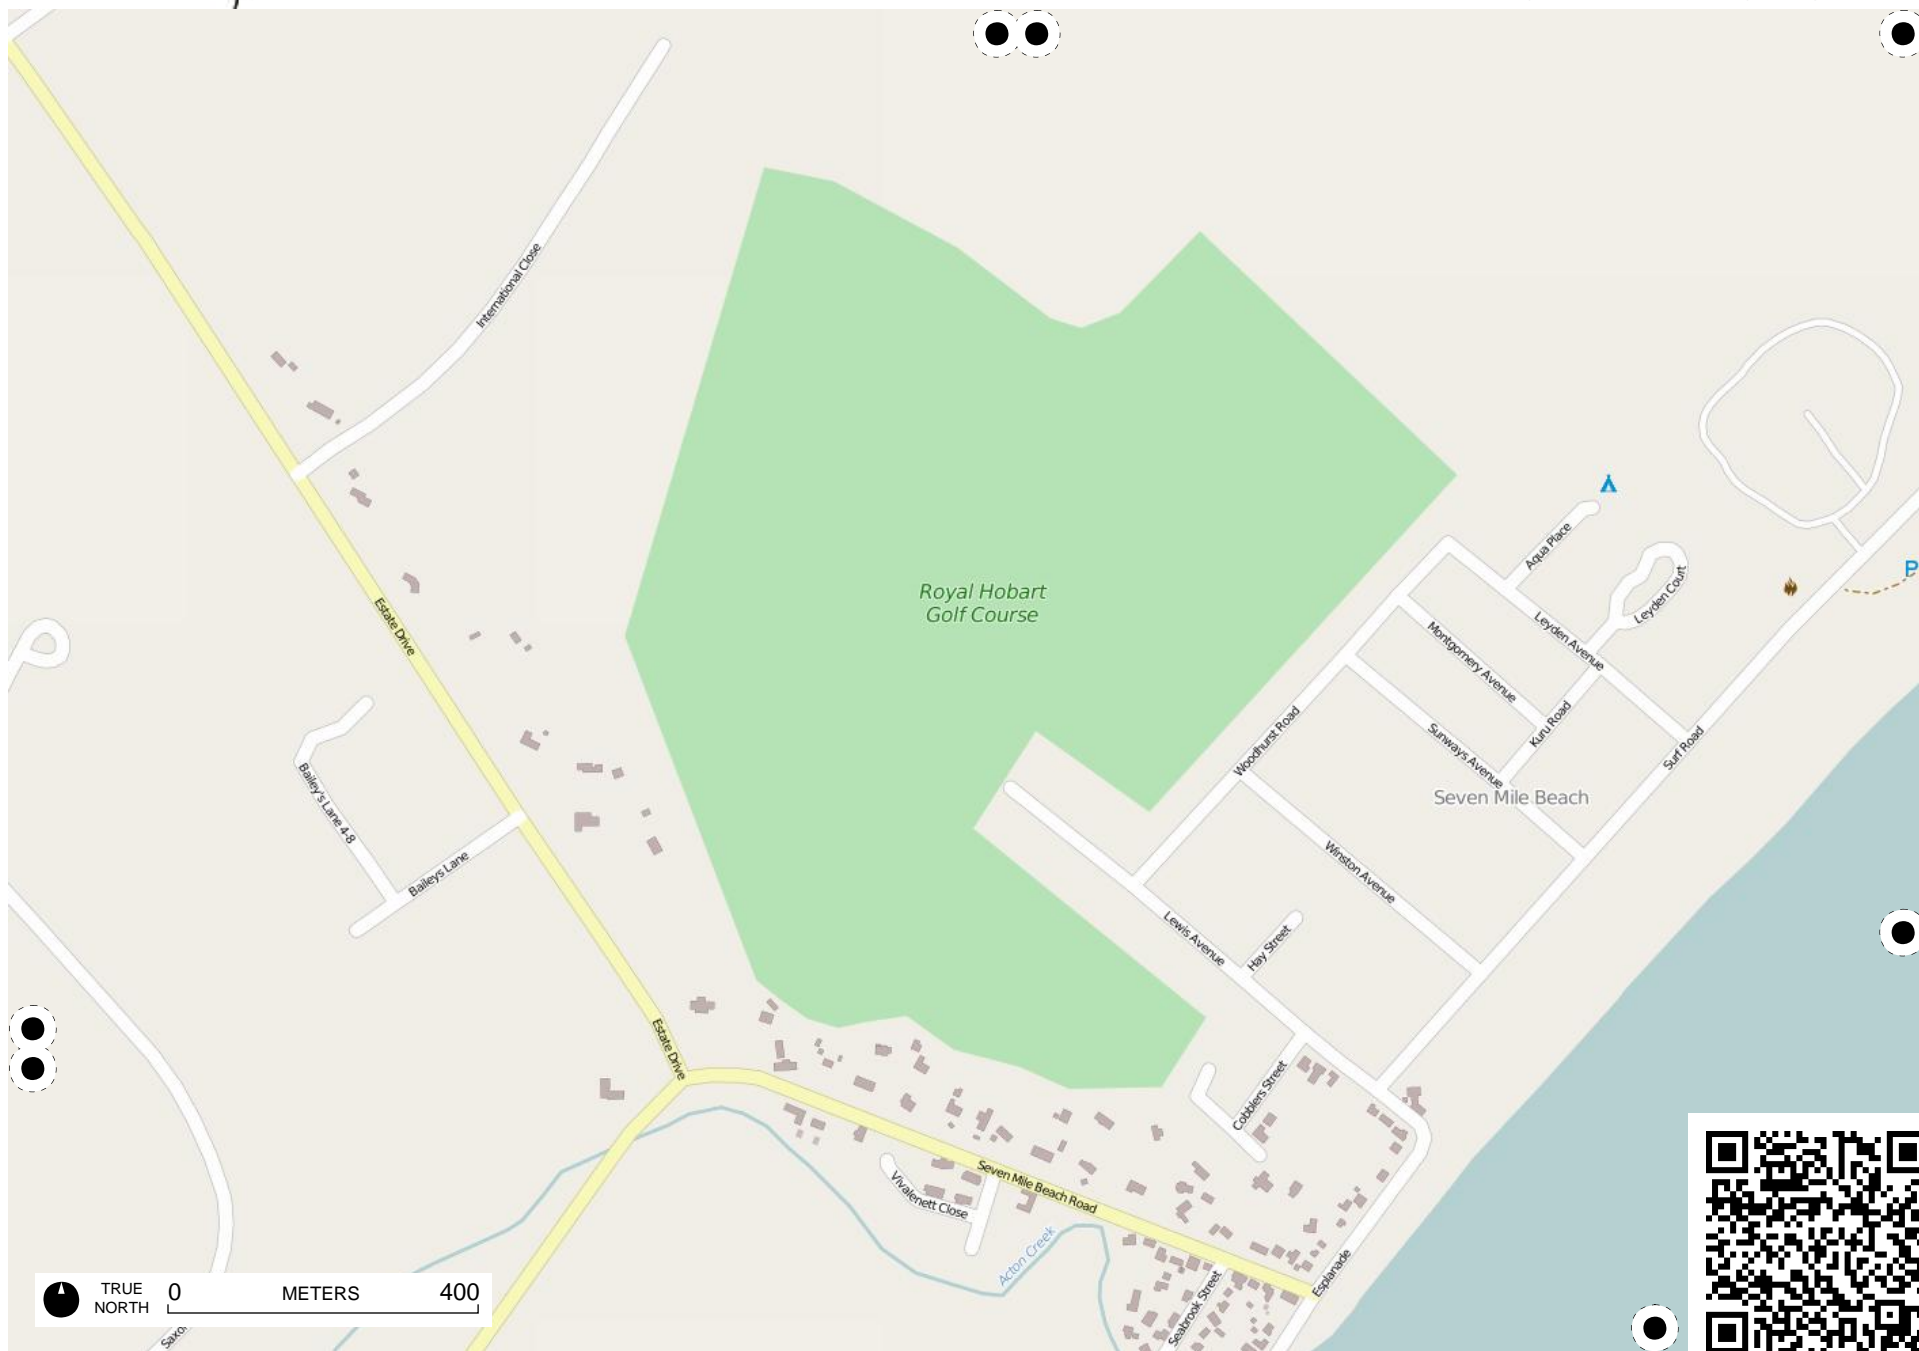 International Close
Estate Drive
Royal Hobart
Golf Course
Aqua Place
Leyden Court
P
Leyden Avenue
Montgomery Avenue
Kuru Road
Sunways Avenue
Woodhurst Road
Surf Road
Seven Mile Beach
Bailey's Lane 4-8
Baileys Lane
Winston Avenue
Lewis Avenue
Hay Street
Estate Drive
Cobblers Street
Seven Mile Beach Road
Vivalenett Close
Acton Creek
Esplanade
Seabrook Street
TRUE
NORTH
0 METERS 400